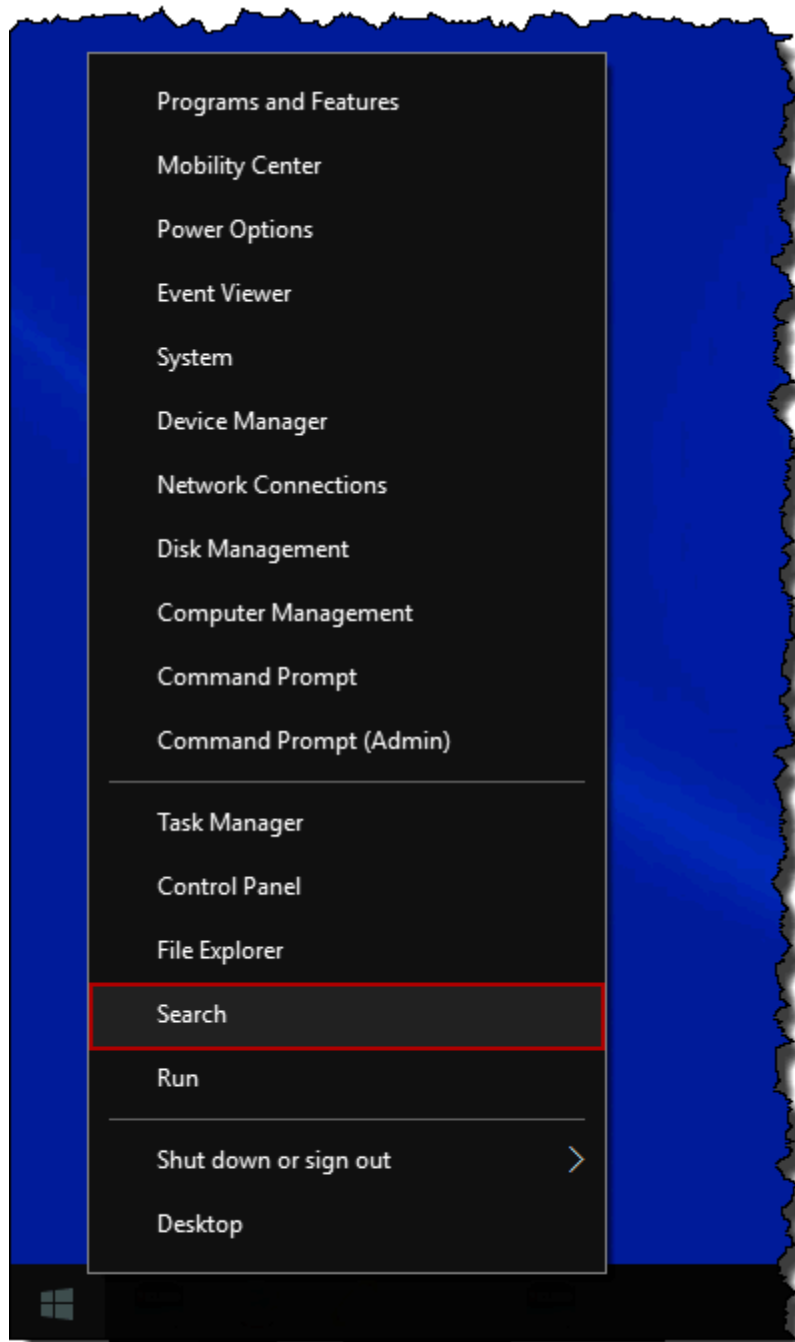 Programs and Features
Mobility Center
Power Options
Event Viewer
System
Device Manager
Network Connections
Disk Management
Computer Management
Command Prompt
Command Prompt (Admin)
Task Manager
Control Panel
File Explorer
Search
Run
Shut down or sign out
Desktop